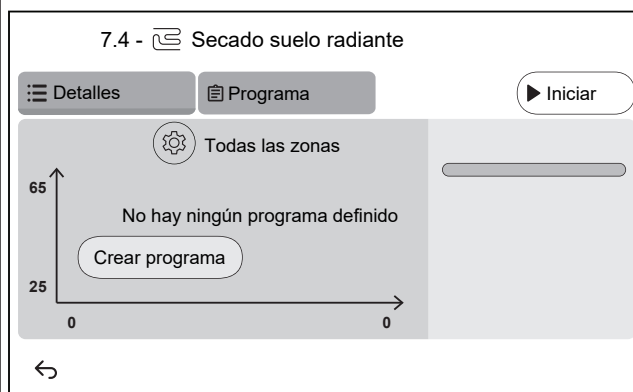 7.4 - Secado suelo radiante
Detalles
Programa
Iniciar
Todas las zonas
65
No hay ningún programa definido
Crear programa
25
0
0